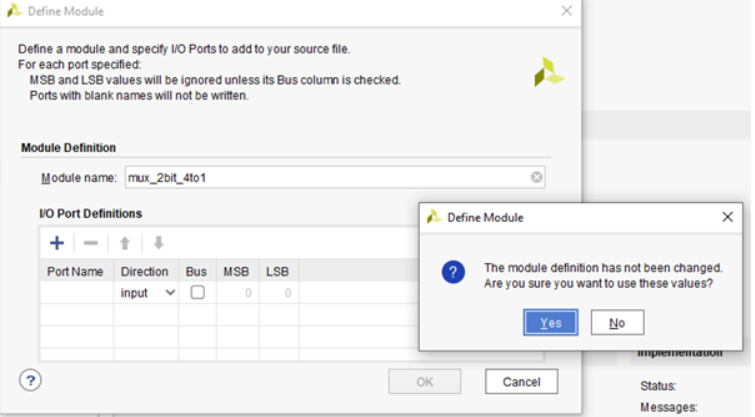 Define Module
Define a module and specify I/O Ports to add to your source file.
For each port specified:
MSB and LSB values will be ignored unless its Bus column is checked.
Ports with blank names will not be written.
Module Definition
Module name: mux_2bit_4to1
I/O Port Definitions
Port Name Direction Bus MSB LSB
input 0 0
? OK Cancel
Define Module
?
The module definition has not been changed.
Are you sure you want to use these values?
Yes No
Implementation
Status:
Messages: